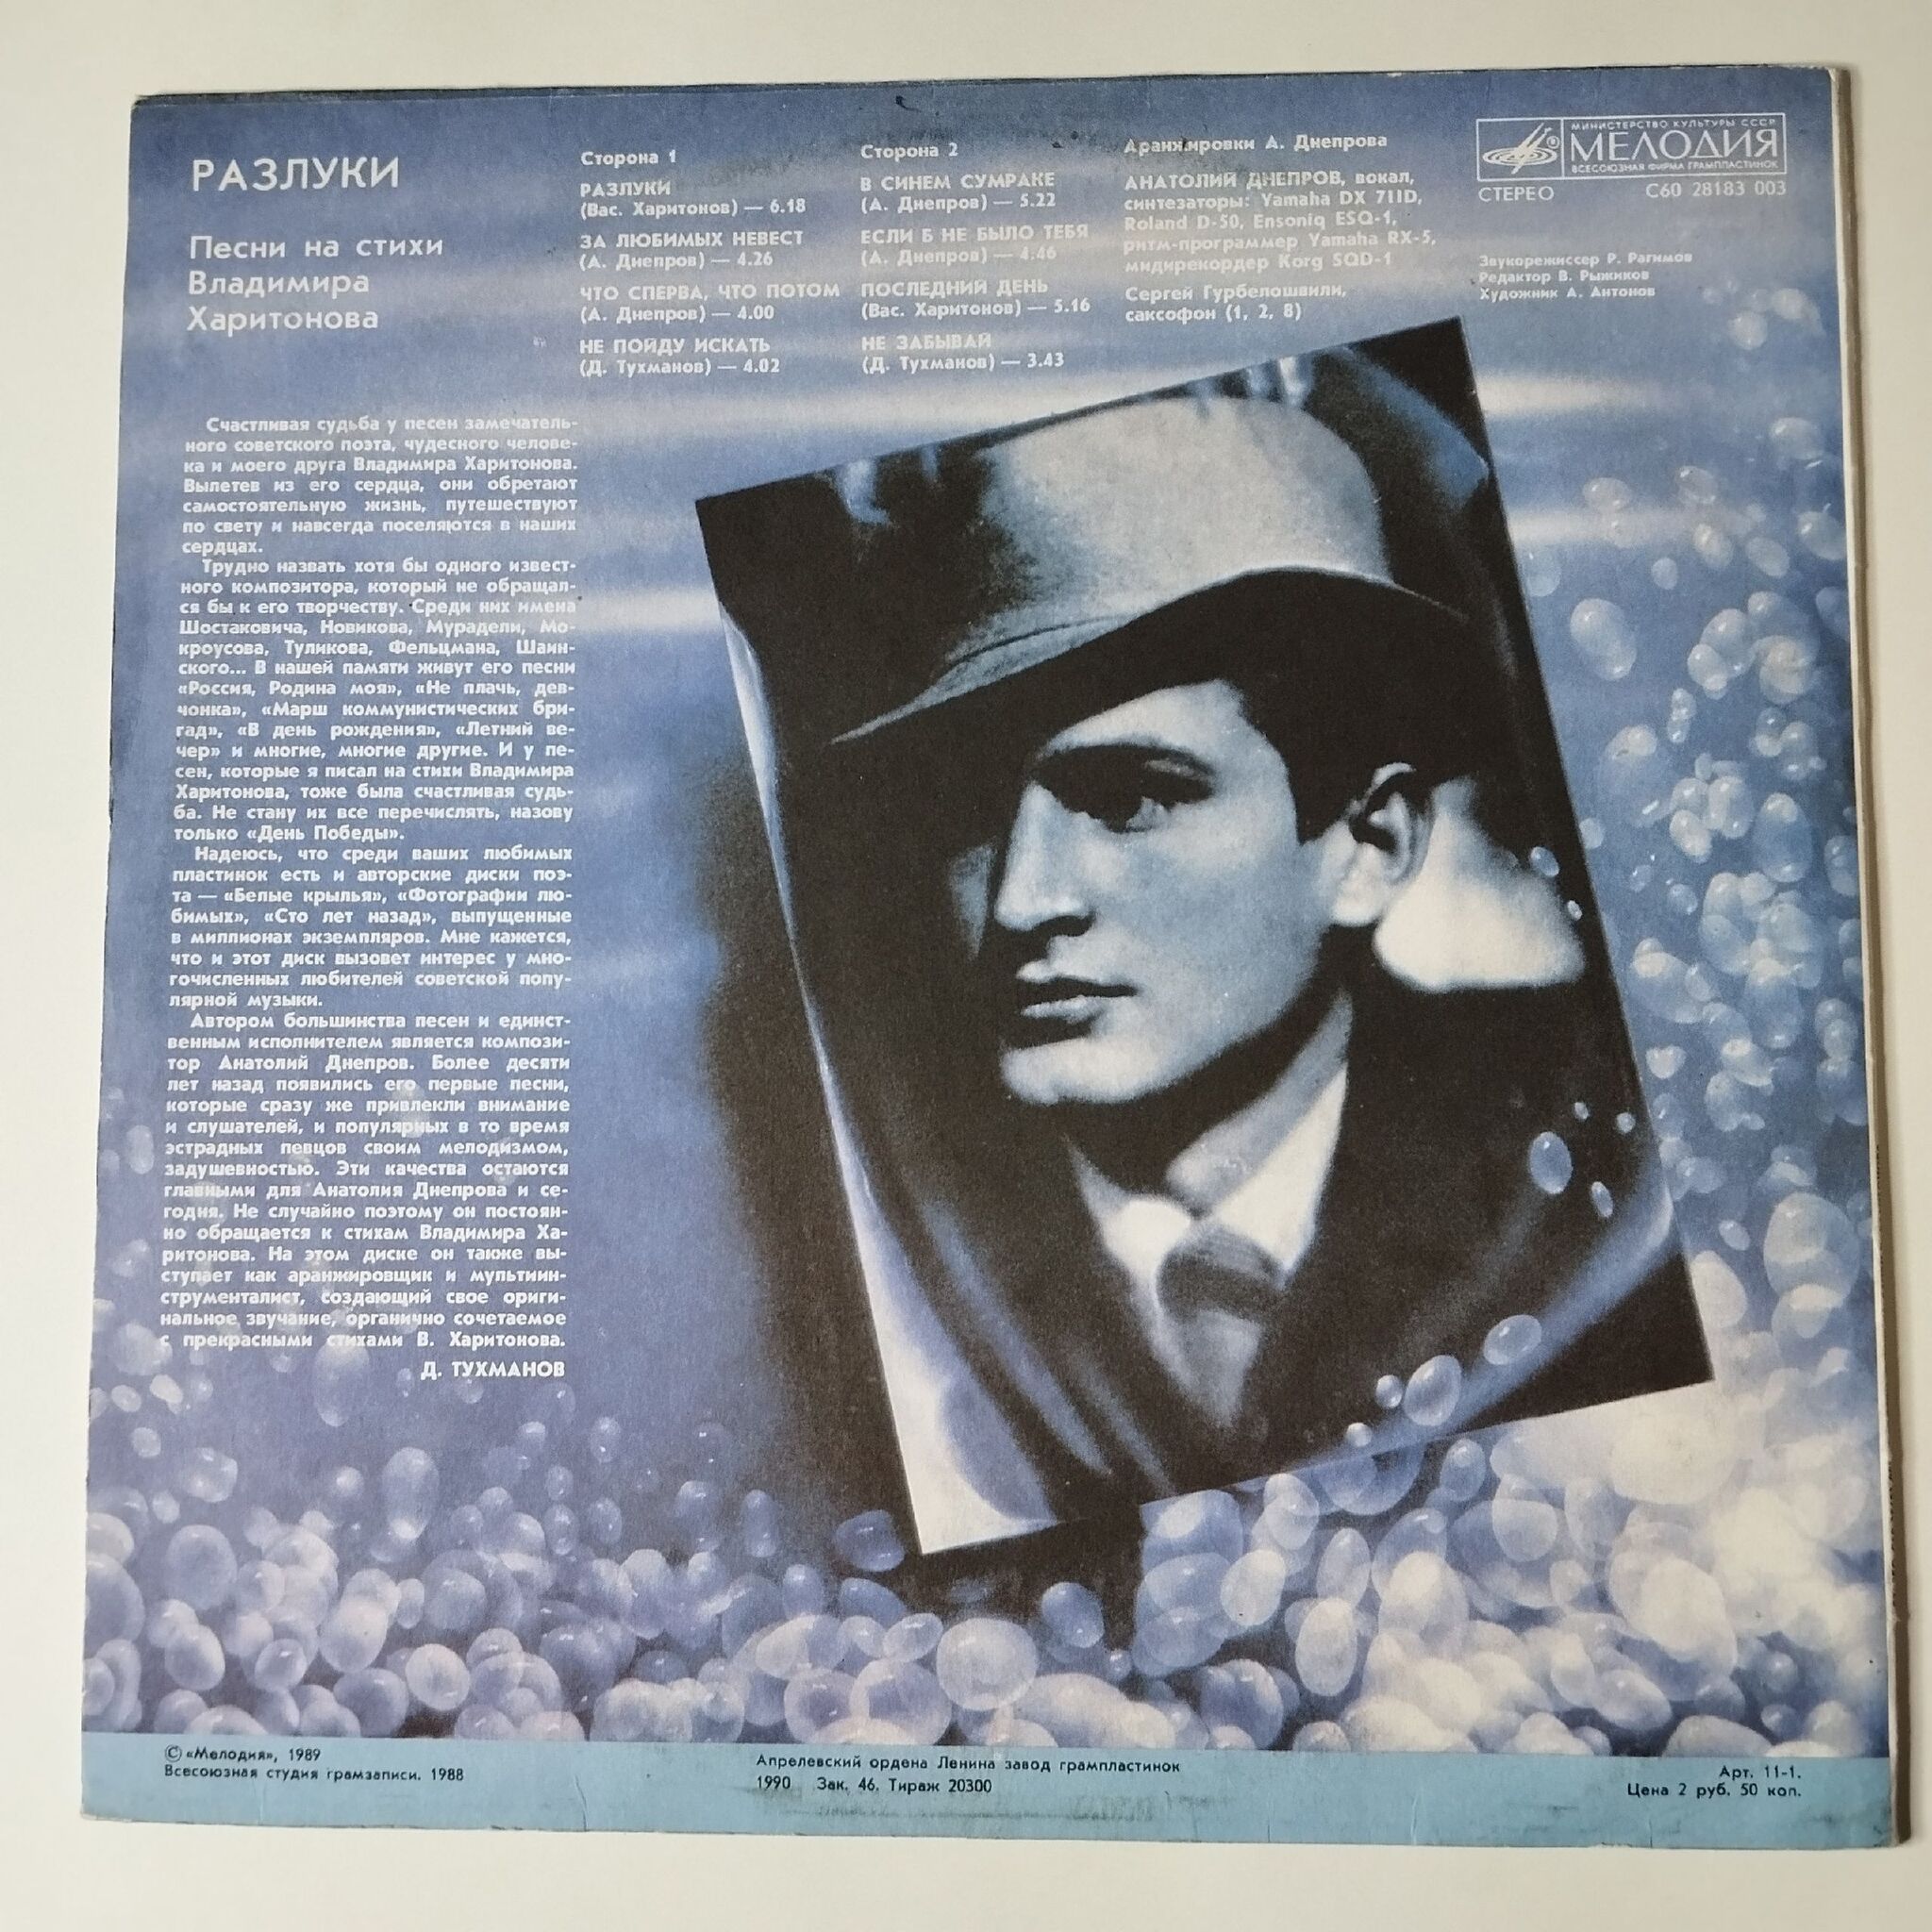 РАЗЛУКИ
Песни на стихи
Владимира
Харитонова
Сторона 1
РАЗЛУКИ
(Вас. Харитонов) — 6.18
ЗА ЛЮБИМЫХ НЕВЕСТ
(А. Днепров) — 4.26
ЧТО СПЕРВА, ЧТО ПОТОМ
(А. Днепров) — 4.00
НЕ ПОЙДУ ИСКАТЬ
(Д. Тухманов) — 4.02
Сторона 2
В СИНЕМ СУМРАКЕ
(А. Днепров) — 5.22
ЕСЛИ Б НЕ БЫЛО ТЕБЯ
(А. Днепров) — 4.46
ПОСЛЕДНИЙ ДЕНЬ
(Вас. Харитонов) — 5.16
НЕ ЗАБЫВАЙ
(Д. Тухманов) — 3.43
Аранжировки А. Днепрова
АНАТОЛИЙ ДНЕПРОВ, вокал,
синтезаторы: Yamaha DX 7IID,
Roland D-50, Ensoniq ESQ-1,
ритм-программер Yamaha RX-5,
мидирекордер Korg SQD-1
Сергей Гурбелошвили,
саксофон (1, 2, 8)
МИНИСТЕРСТВО КУЛЬТУРЫ СССР
МЕЛОДИЯ
ВСЕСОЮЗНАЯ ФИРМА ГРАМПЛАСТИНОК
СТЕРЕО С60 28183 003
Звукорежиссер Р. Рагимов
Редактор В. Рыжиков
Художник А. Антонов
Счастливая судьба у песен замечатель-
ного советского поэта, чудесного челове-
ка и моего друга Владимира Харитонова.
Вылетев из его сердца, они обретают
самостоятельную жизнь, путешествуют
по свету и навсегда поселяются в наших
сердцах.
Трудно назвать хотя бы одного извест-
ного композитора, который не обращал-
ся бы к его творчеству. Среди них имена
Шостаковича, Новикова, Мурадели, Мо-
кроусова, Туликова, Фельцмана, Шаин-
ского... В нашей памяти живут его песни
«Россия, Родина моя», «Не плачь, дев-
чонка», «Марш коммунистических бри-
гад», «В день рождения», «Летний ве-
чер» и многие, многие другие. И у пе-
сен, которые я писал на стихи Владимира
Харитонова, тоже была счастливая судь-
ба. Не стану их все перечислять, назову
только «День Победы».
Надеюсь, что среди ваших любимых
пластинок есть и авторские диски поэ-
та — «Белые крылья», «Фотографии лю-
бимых», «Сто лет назад», выпущенные
в миллионах экземпляров. Мне кажется,
что и этот диск вызовет интерес у мно-
гочисленных любителей советской попу-
лярной музыки.
Автором большинства песен и единст-
венным исполнителем является компози-
тор Анатолий Днепров. Более десяти
лет назад появились его первые песни,
которые сразу же привлекли внимание
и слушателей, и популярных в то время
эстрадных певцов своим мелодизмом,
задушевностью. Эти качества остаются
главными для Анатолия Днепрова и се-
годня. Не случайно поэтому он постоян-
но обращается к стихам Владимира Ха-
ритонова. На этом диске он также вы-
ступает как аранжировщик и мультиин-
струменталист, создающий свое ориги-
нальное звучание, органично сочетаемое
с прекрасными стихами В. Харитонова.
Д. ТУХМАНОВ
© «Мелодия», 1989
Всесоюзная студия грамзаписи. 1988
Апрелевский ордена Ленина завод грампластинок
1990 Зак. 46. Тираж 20300
Арт. 11-1.
Цена 2 руб. 50 коп.